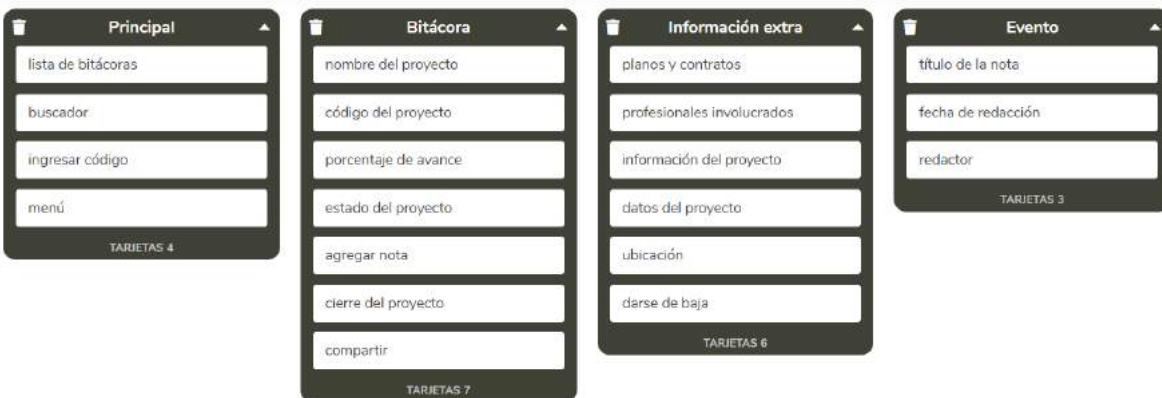 Principal
lista de bitácoras
buscador
ingresar código
menú
TARJETAS 4
Bitácora
nombre del proyecto
código del proyecto
porcentaje de avance
estado del proyecto
agregar nota
cierre del proyecto
compartir
TARJETAS 7
Información extra
planos y contratos
profesionales involucrados
información del proyecto
datos del proyecto
ubicación
darse de baja
TARJETAS 6
Evento
título de la nota
fecha de redacción
redactor
TARJETAS 3